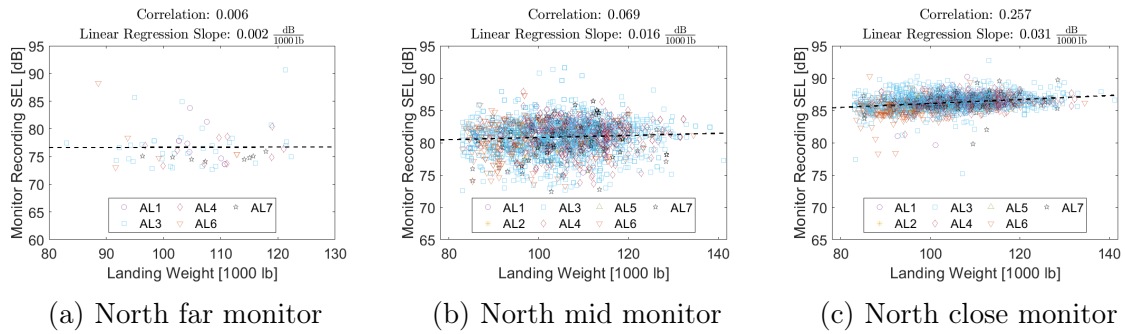 Correlation: 0.006
Linear Regression Slope: 0.002 dB/1000 lb
95
90
85
80
75
70
65
60
80
90
100
110
120
130
Monitor Recording SEL [dB]
Landing Weight [1000 lb]
AL1 AL4 AL7
AL3 AL6
(a) North far monitor
Correlation: 0.069
Linear Regression Slope: 0.016 dB/1000 lb
95
90
85
80
75
70
65
80
100
120
140
Monitor Recording SEL [dB]
Landing Weight [1000 lb]
AL1 AL3 AL5 AL7
AL2 AL4 AL6
(b) North mid monitor
Correlation: 0.257
Linear Regression Slope: 0.031 dB/1000 lb
95
90
85
80
75
70
65
80
100
120
140
Monitor Recording SEL [dB]
Landing Weight [1000 lb]
AL1 AL3 AL5 AL7
AL2 AL4 AL6
(c) North close monitor